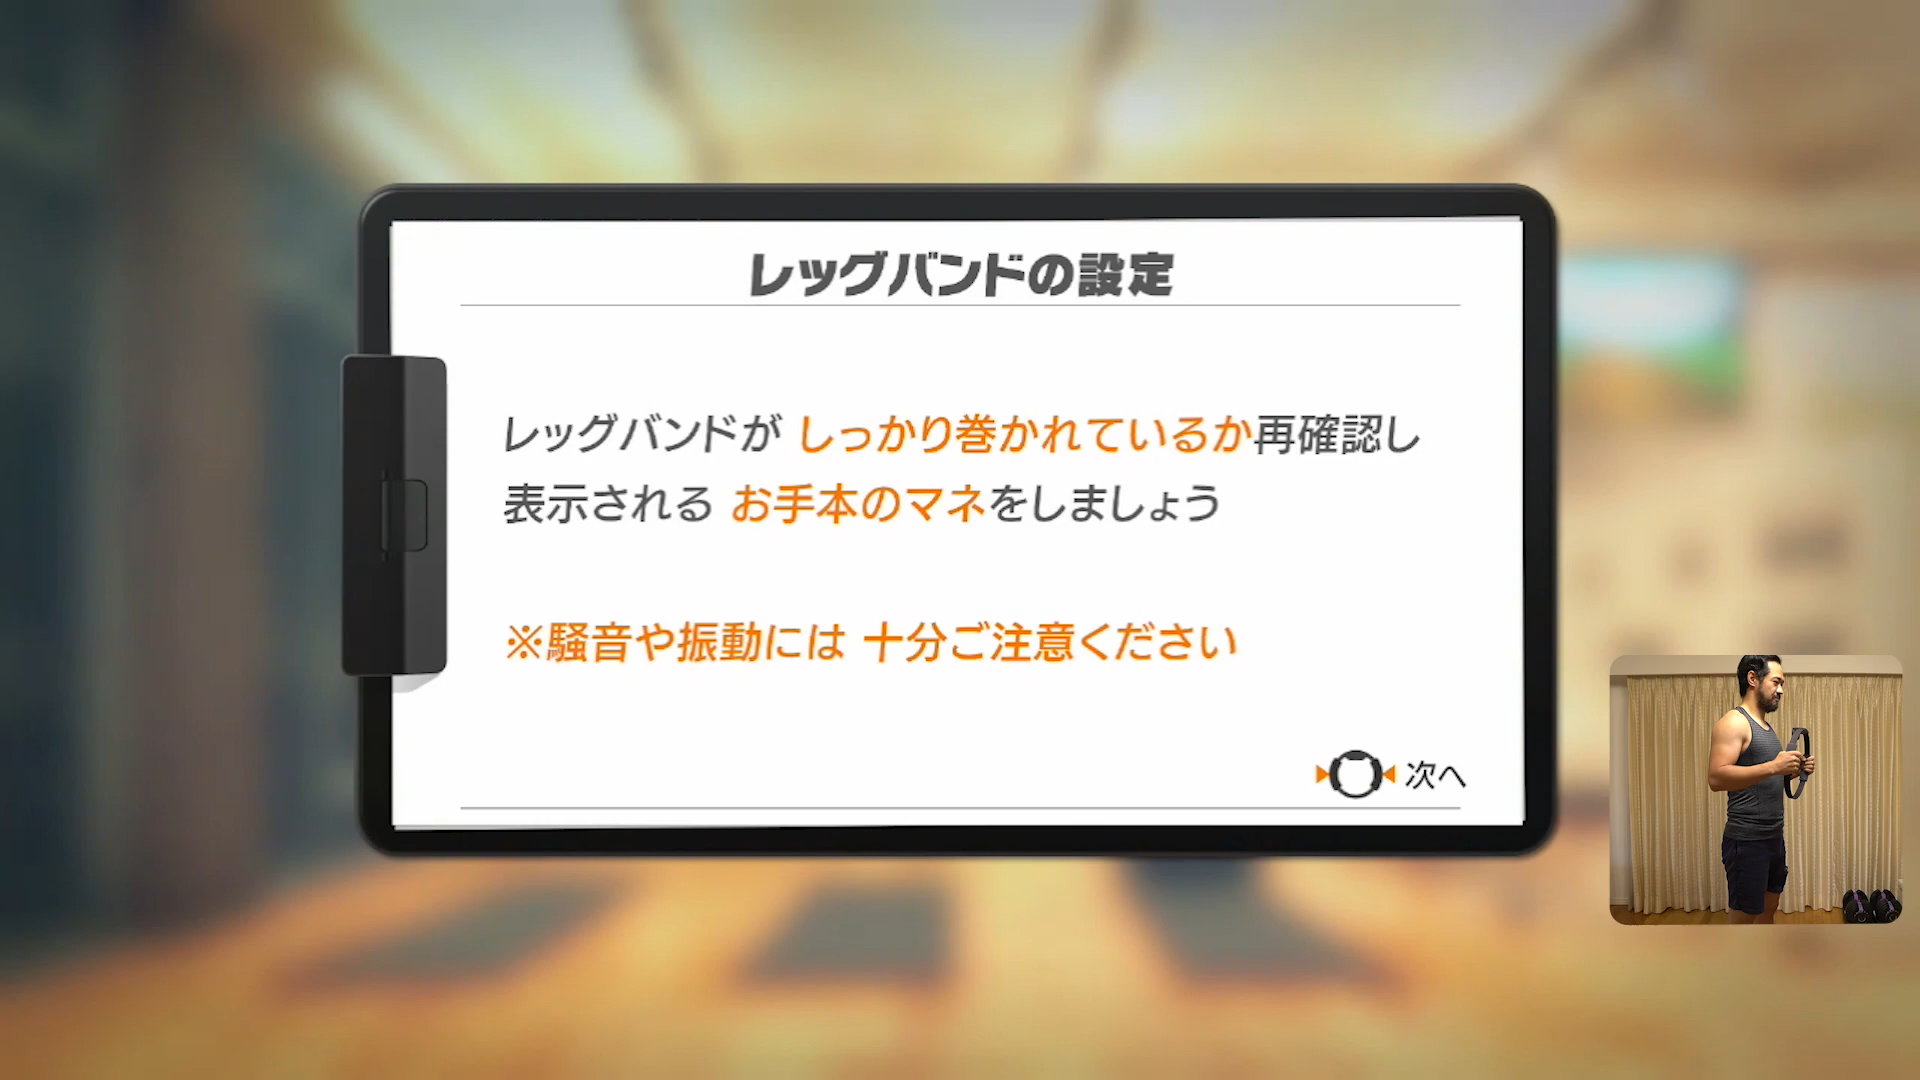 レッグバンドの設定
レッグバンドが しっかり巻かれているか再確認し
表示される お手本のマネをしましょう
※騒音や振動には 十分ご注意ください
次へ